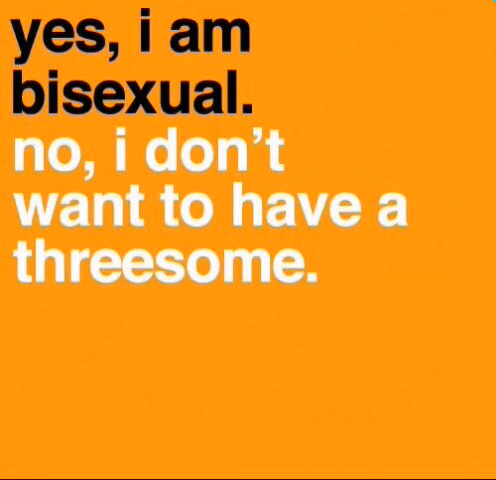 yes, i am
bisexual.
no, i don't
want to have a
threesome.